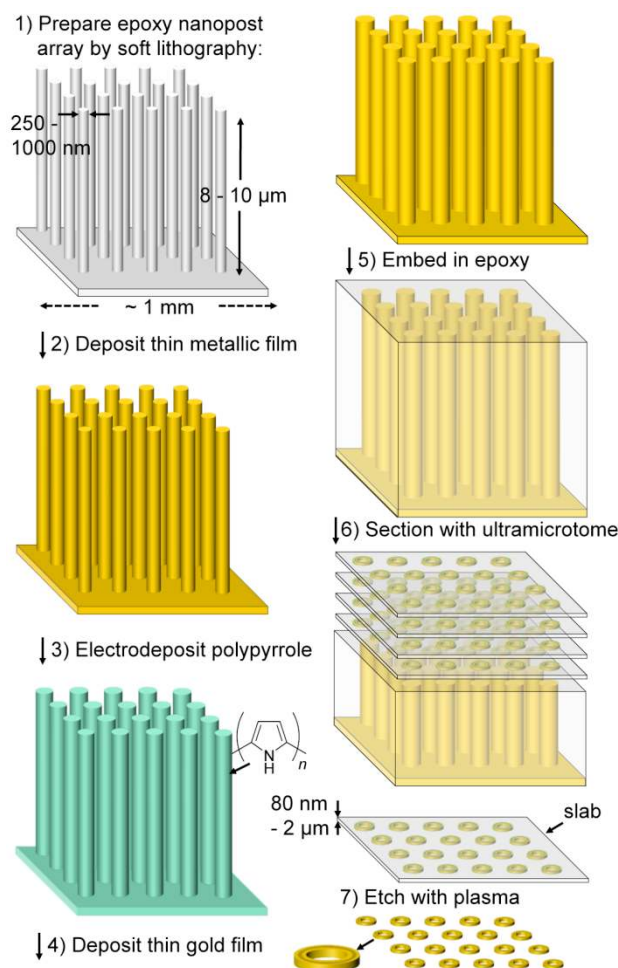 1) Prepare epoxy nanopost
array by soft lithography:
250 -
1000 nm
8 - 10 µm
~ 1 mm
2) Deposit thin metallic film
3) Electrodeposit polypyrrole
N
H
n
4) Deposit thin gold film
5) Embed in epoxy
6) Section with ultramicrotome
80 nm
- 2 µm
slab
7) Etch with plasma